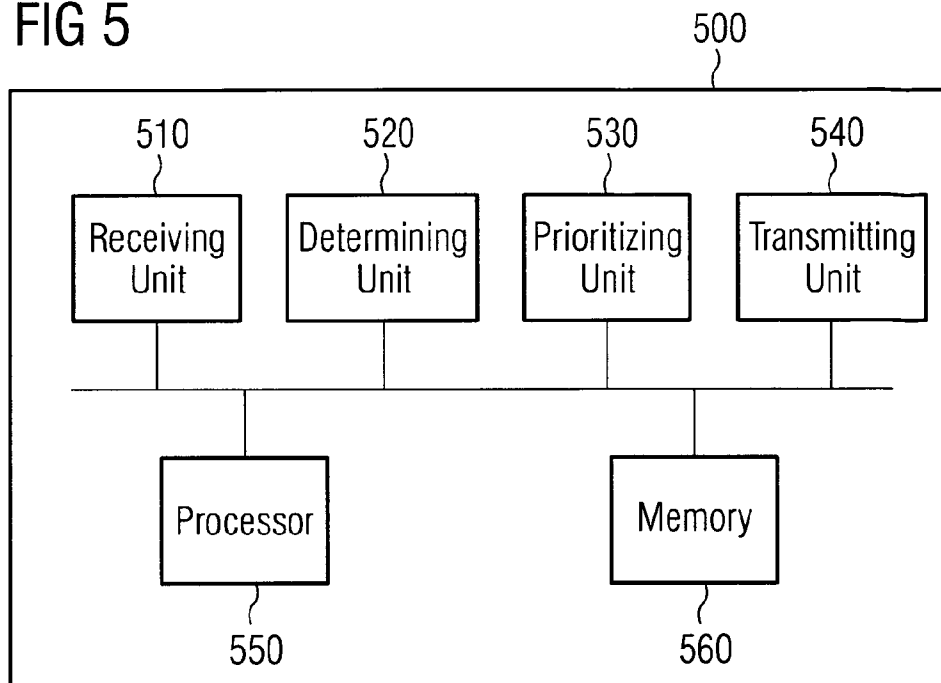 FIG 5
500
510 520 530 540
Receiving Unit
Determining Unit
Prioritizing Unit
Transmitting Unit
Processor
Memory
550 560